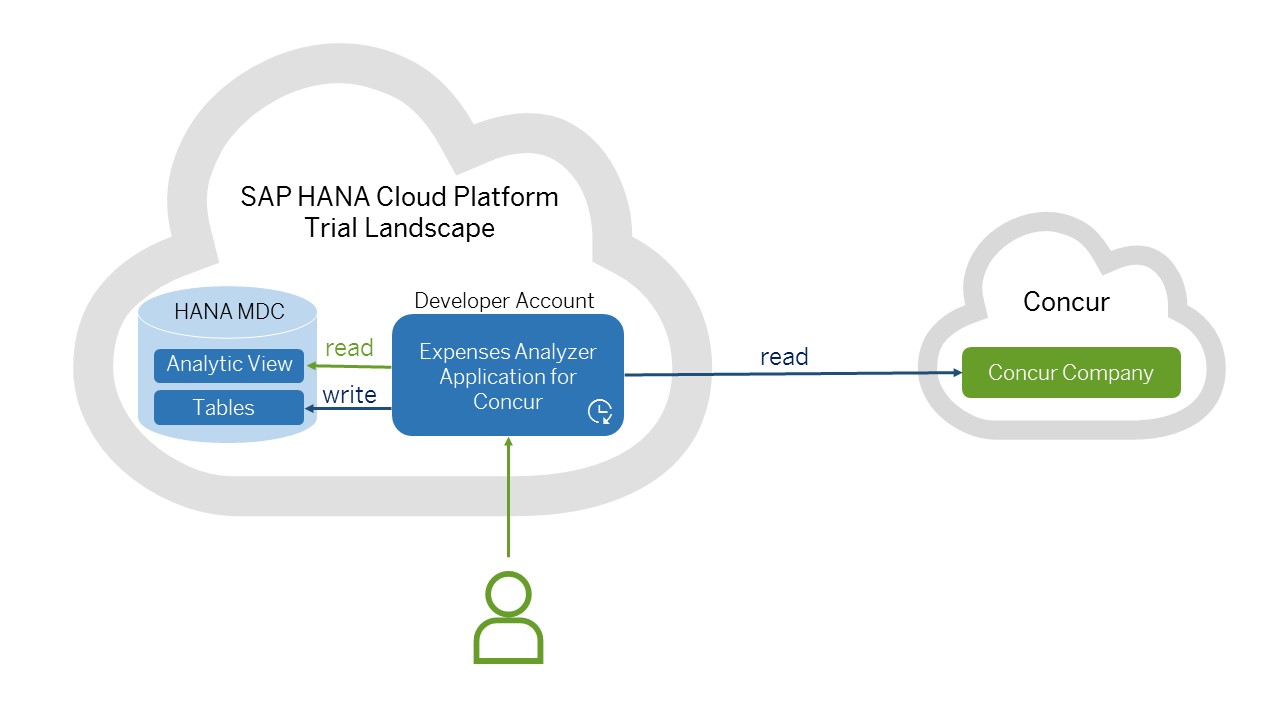 SAP HANA Cloud Platform
Trial Landscape
HANA MDC
Analytic View
Tables
read
write
Developer Account
Expenses Analyzer
Application for
Concur
read
Concur
Concur Company